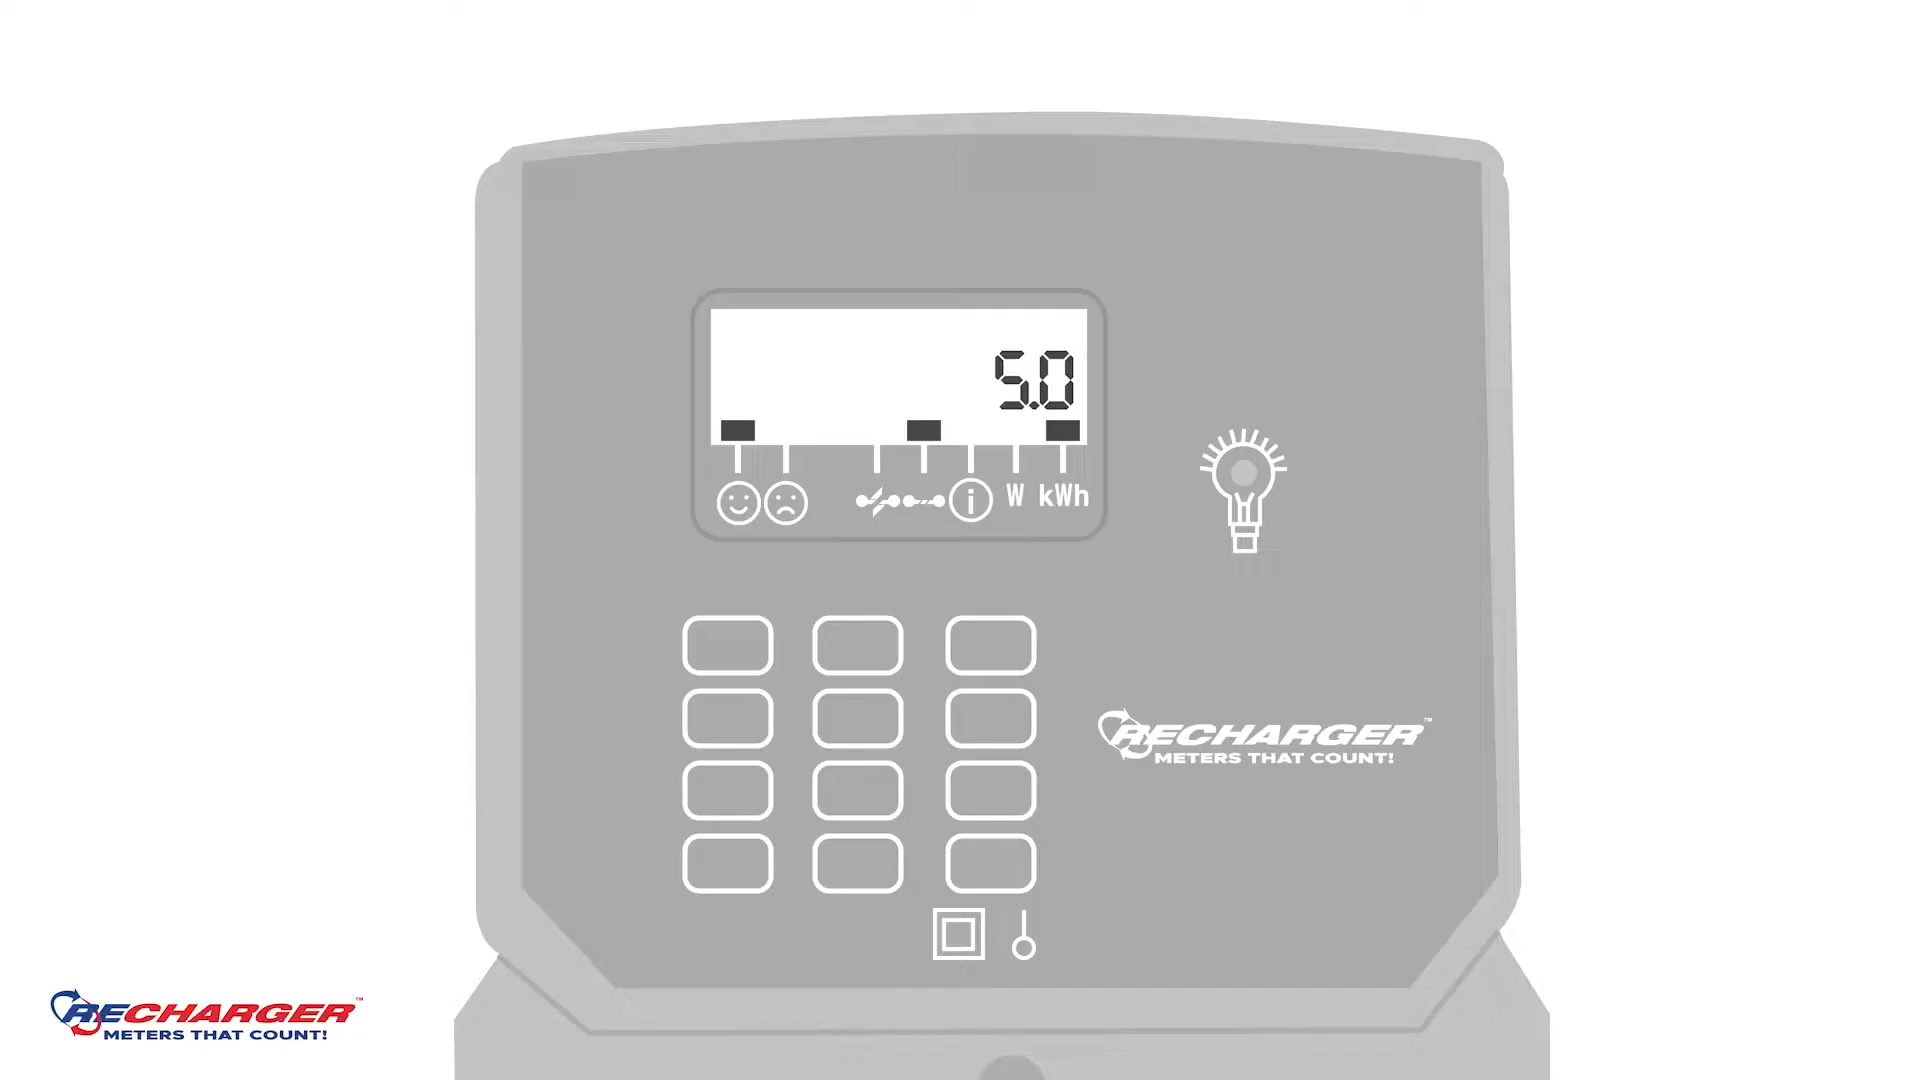 5.0
i W kWh
RECHARGER™
METERS THAT COUNT!
RECHARGER™
METERS THAT COUNT!